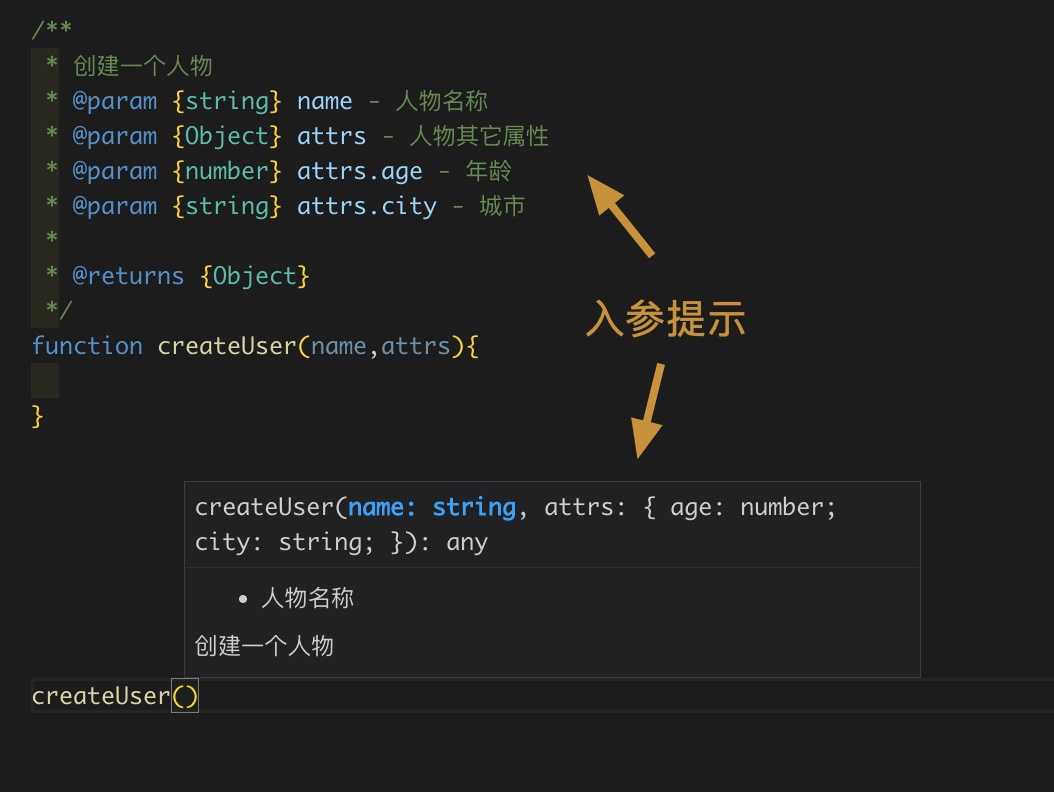 /**
* 创建一个人物
* @param {string} name - 人物名称
* @param {Object} attrs - 人物其它属性
* @param {number} attrs.age - 年龄
* @param {string} attrs.city - 城市
*
* @returns {Object}
*/
入参提示
function createUser(name,attrs){
}
createUser(name: string, attrs: { age: number;
city: string; }): any
• 人物名称
创建一个人物
createUser()